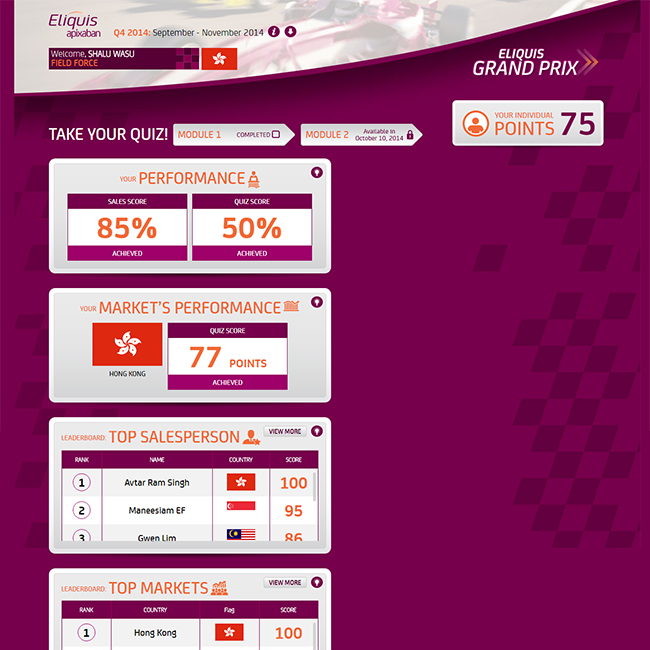 Eliquis
apixaban
Q4 2014: September - November 2014
Welcome, SHALU WASU
FIELD FORCE
ELIQUIS
GRAND PRIX
TAKE YOUR QUIZ!
MODULE 1
COMPLETED
MODULE 2
Available in
October 10, 2014
YOUR INDIVIDUAL
POINTS 75
YOUR PERFORMANCE
SALES SCORE
85%
ACHIEVED
QUIZ SCORE
50%
ACHIEVED
YOUR MARKET'S PERFORMANCE
HONG KONG
QUIZ SCORE
77 POINTS
ACHIEVED
LEADERBOARD: TOP SALESPERSON
VIEW MORE
RANK NAME COUNTRY SCORE
1 Avtar Ram Singh 100
2 Maneesiam EF 95
3 Gwen Lim 86
LEADERBOARD: TOP MARKETS
VIEW MORE
RANK COUNTRY Flag SCORE
1 Hong Kong 100